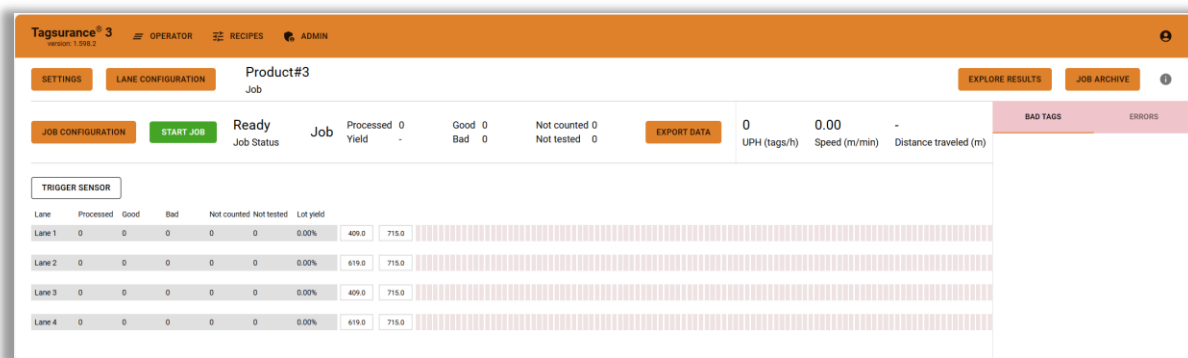 Tagsurance® 3
version: 1.598.2
OPERATOR
RECIPES
ADMIN
SETTINGS
LANE CONFIGURATION
Product#3
Job
EXPLORE RESULTS
JOB ARCHIVE
JOB CONFIGURATION
START JOB
Ready
Job Status
Job
Processed 0
Yield -
Good 0
Bad 0
Not counted 0
Not tested 0
EXPORT DATA
0
UPH (tags/h)
0.00
Speed (m/min)
-
Distance traveled (m)
BAD TAGS
ERRORS
TRIGGER SENSOR
Lane Processed Good Bad Not counted Not tested Lot yield
Lane 1 0 0 0 0 0 0.00% 409.0 715.0
Lane 2 0 0 0 0 0 0.00% 619.0 715.0
Lane 3 0 0 0 0 0 0.00% 409.0 715.0
Lane 4 0 0 0 0 0 0.00% 619.0 715.0